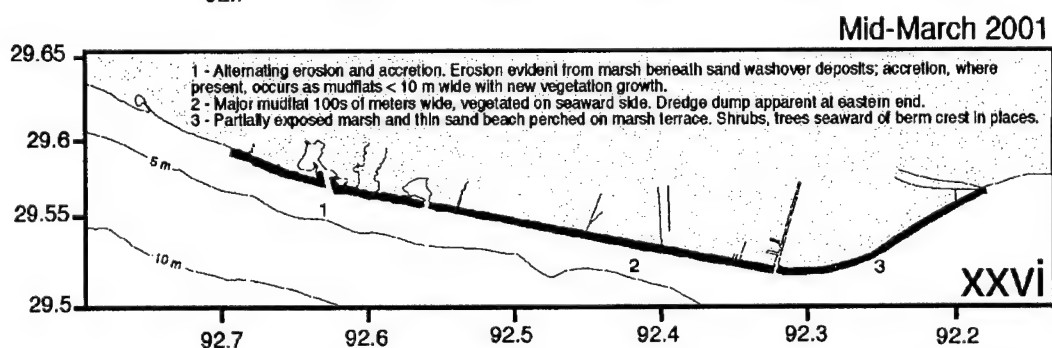 Mid-March 2001
29.65
1 - Alternating erosion and accretion. Erosion evident from marsh beneath sand washover deposits; accretion, where
present, occurs as mudflats < 10 m wide with new vegetation growth.
2 - Major mudflat 100s of meters wide, vegetated on seaward side. Dredge dump apparent at eastern end.
3 - Partially exposed marsh and thin sand beach perched on marsh terrace. Shrubs, trees seaward of berm crest in places.
29.6
5 m
29.55
1
2
3
10 m
xxvi
29.5
92.7 92.6 92.5 92.4 92.3 92.2